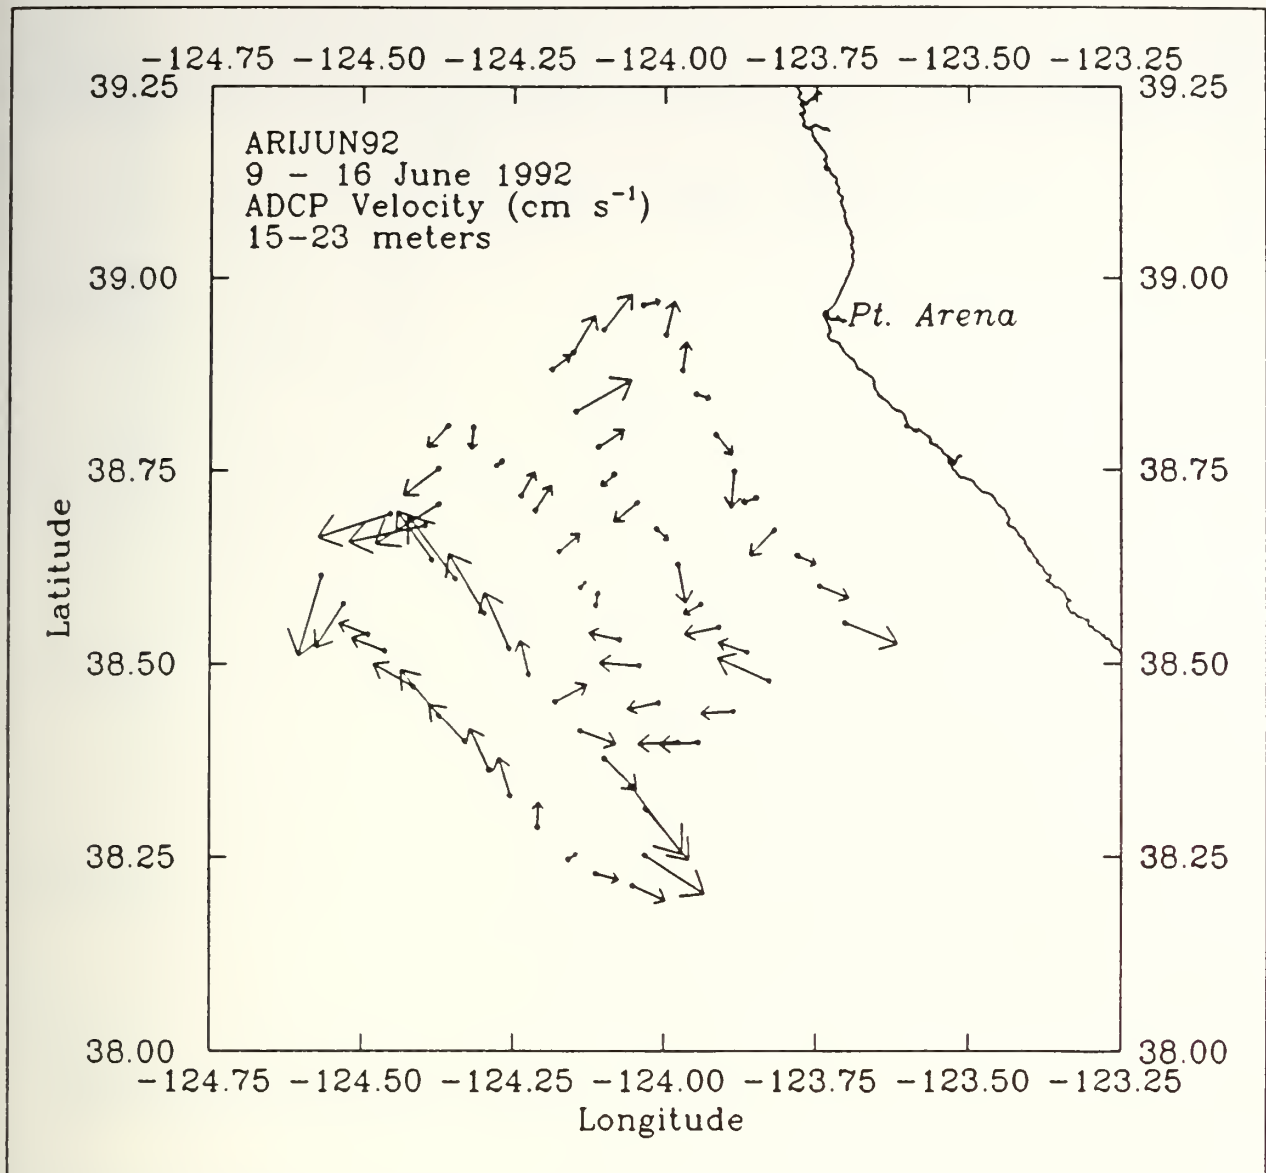 -124.75 -124.50 -124.25 -124.00 -123.75 -123.50 -123.25
39.25 39.25
ARIJUN92
9 - 16 June 1992
ADCP Velocity (cm s⁻¹)
15-23 meters
39.00 39.00
Pt. Arena
38.75 38.75
Latitude
38.50 38.50
38.25 38.25
38.00 38.00
-124.75 -124.50 -124.25 -124.00 -123.75 -123.50 -123.25
Longitude